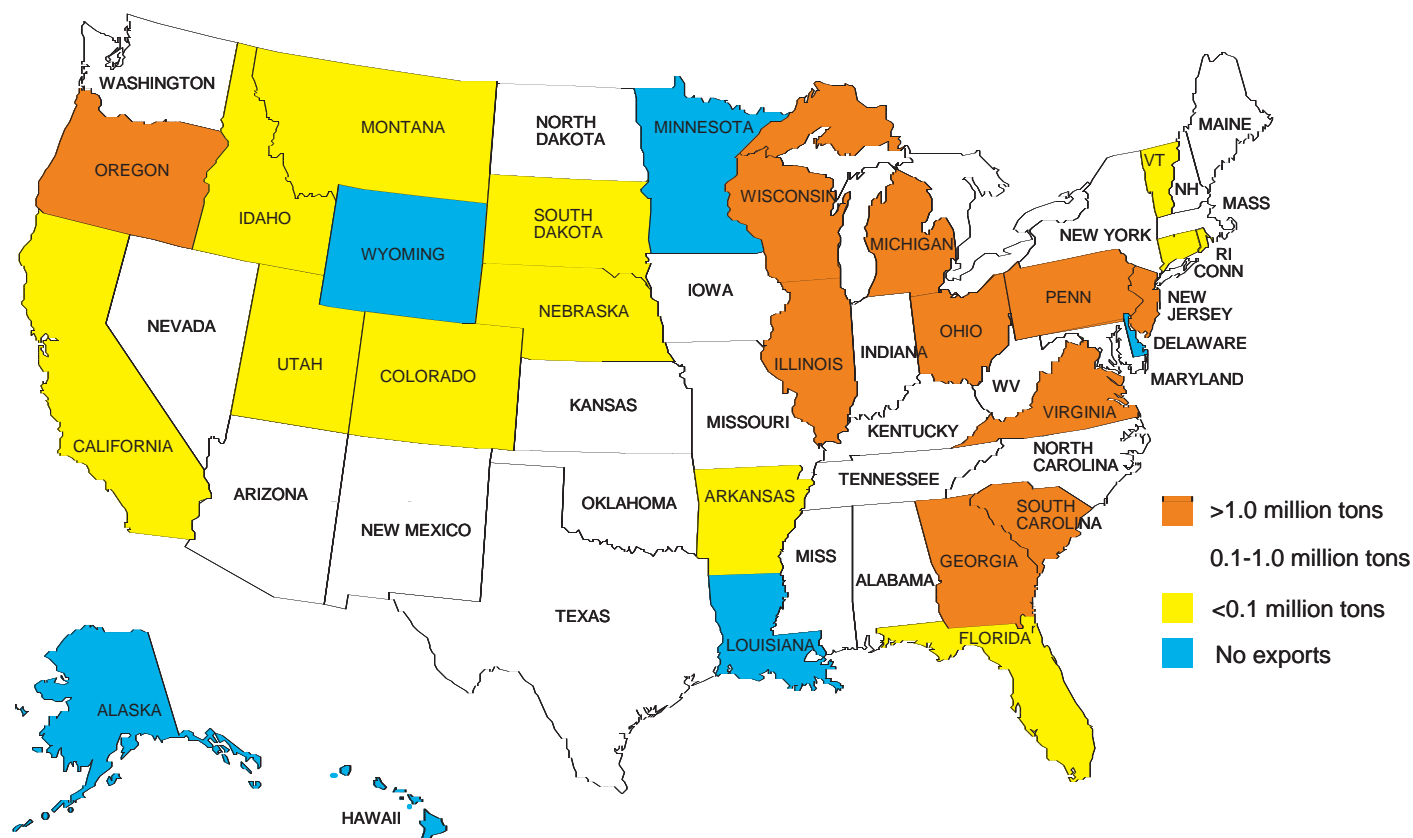 WASHINGTON
MONTANA
NORTH
DAKOTA
MINNESOTA
MAINE
OREGON
VT
NH
IDAHO
SOUTH
DAKOTA
WISCONSIN
MICHIGAN
MASS
NEW YORK
WYOMING
RI
CONN
IOWA
PENN
NEW
JERSEY
NEVADA
NEBRASKA
OHIO
DELAWARE
UTAH
COLORADO
ILLINOIS
INDIANA
MARYLAND
WV
KANSAS
MISSOURI
VIRGINIA
KENTUCKY
CALIFORNIA
NORTH
CAROLINA
TENNESSEE
ARIZONA
OKLAHOMA
ARKANSAS
SOUTH
CAROLINA
NEW MEXICO
MISS
ALABAMA
GEORGIA
TEXAS
LOUISIANA
FLORIDA
ALASKA
HAWAII
>1.0 million tons
0.1-1.0 million tons
<0.1 million tons
No exports